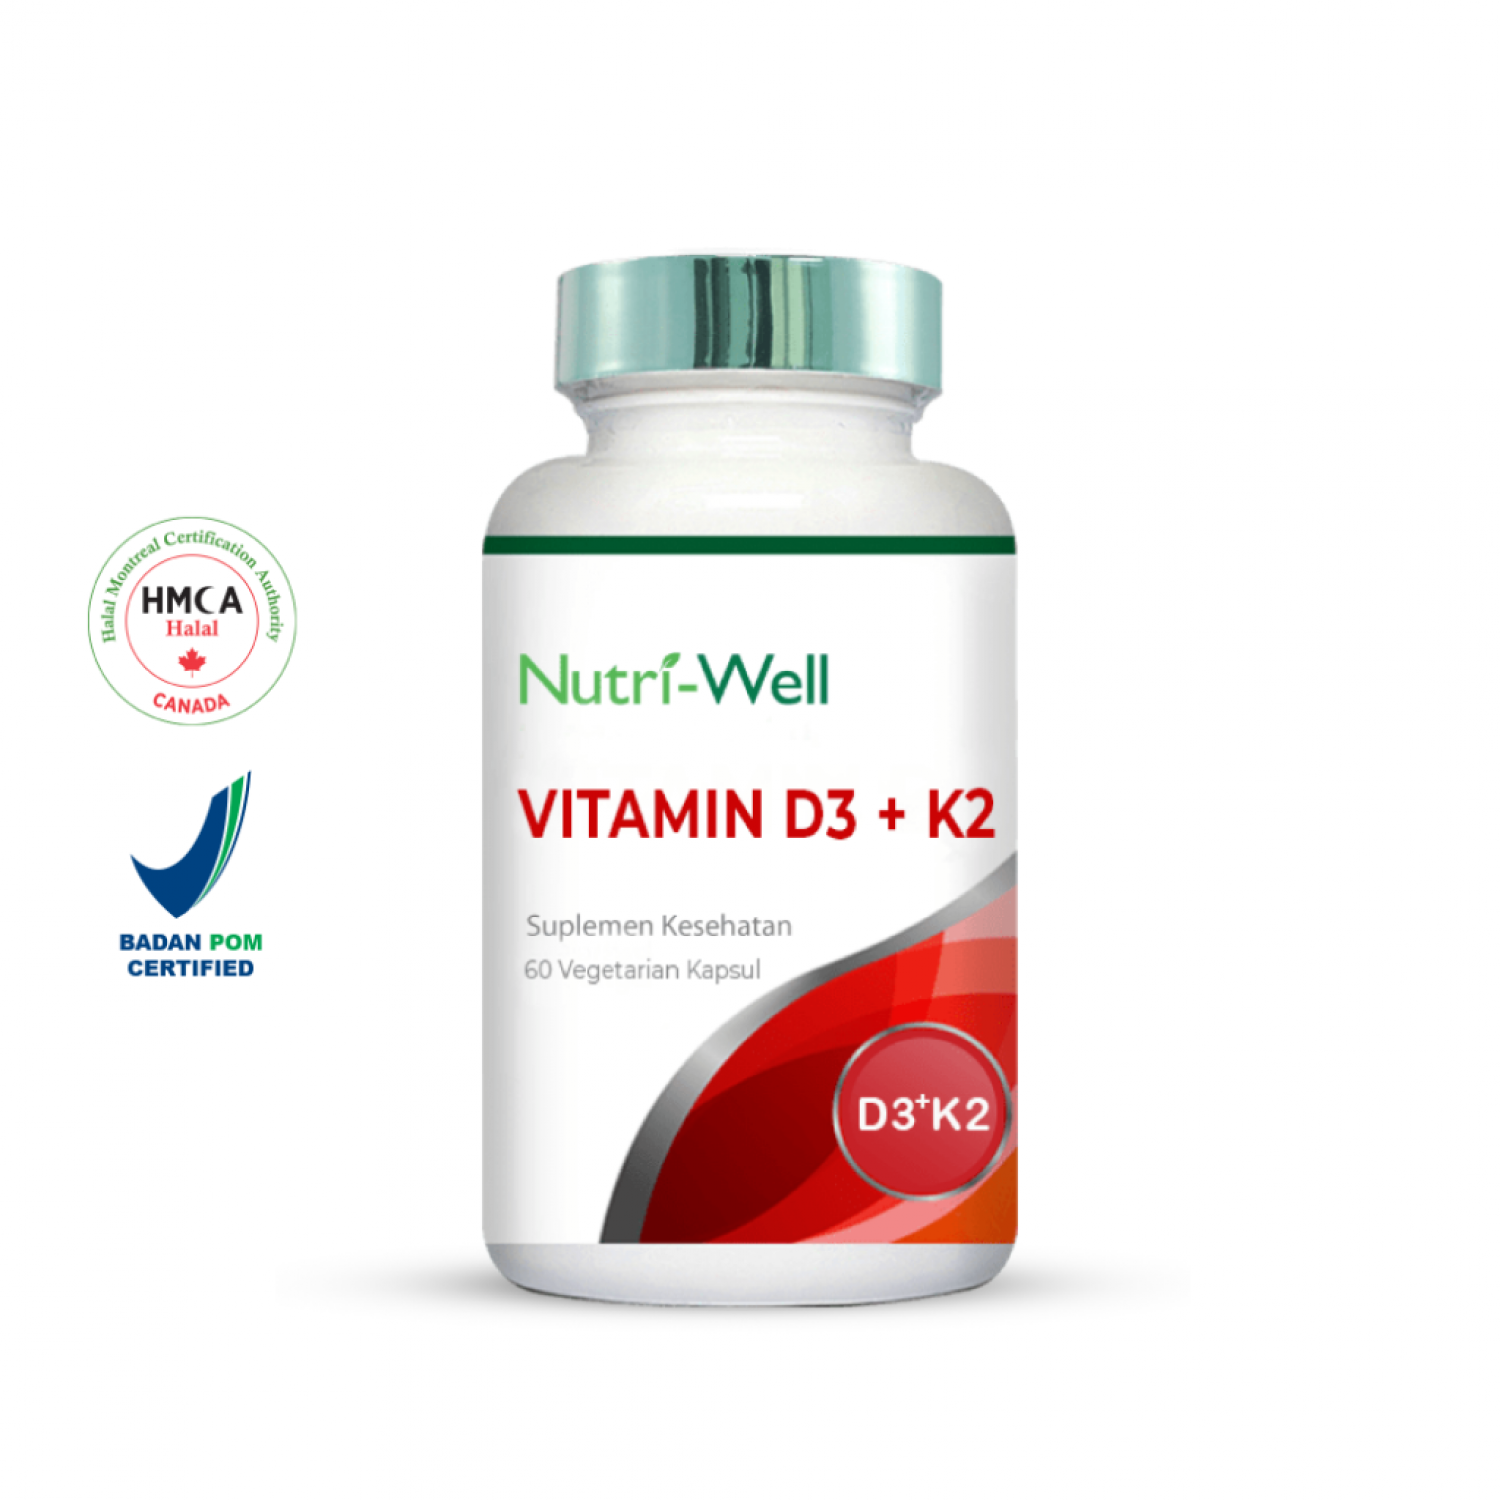 Nutri-Well
VITAMIN D3 + K2
Suplemen Kesehatan
60 Vegetarian Kapsul
D3+K2
Halal Montreal Certification Authority
HMCA
Halal
CANADA
BADAN POM
CERTIFIED